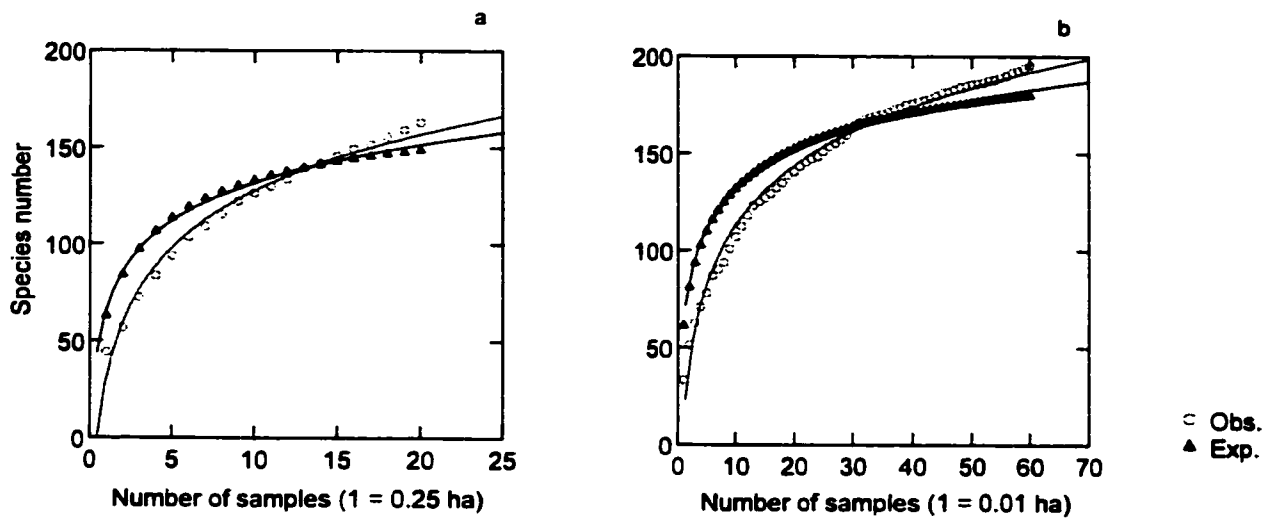 a
200
150
100
50
0
Species number
0 5 10 15 20 25
Number of samples (1 = 0.25 ha)
b
200
150
100
50
0
0 10 20 30 40 50 60 70
Number of samples (1 = 0.01 ha)
Obs.
Exp.